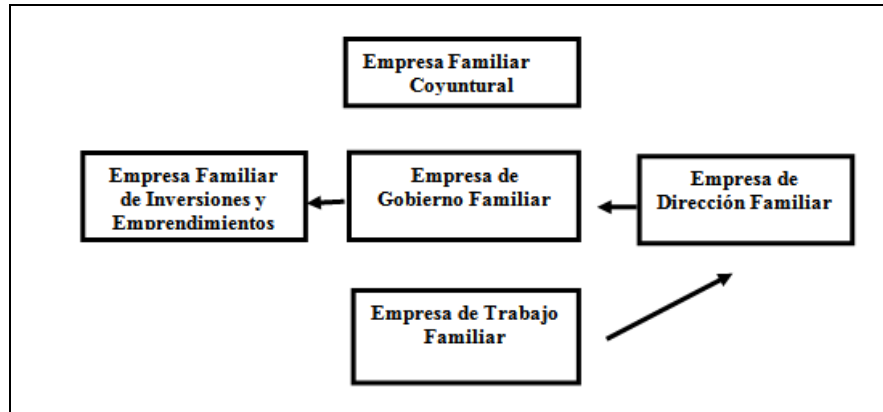 Empresa Familiar
Coyuntural
Empresa Familiar
de Inversiones y
Emprendimientos
Empresa de
Gobierno Familiar
Empresa de
Dirección Familiar
Empresa de Trabajo
Familiar